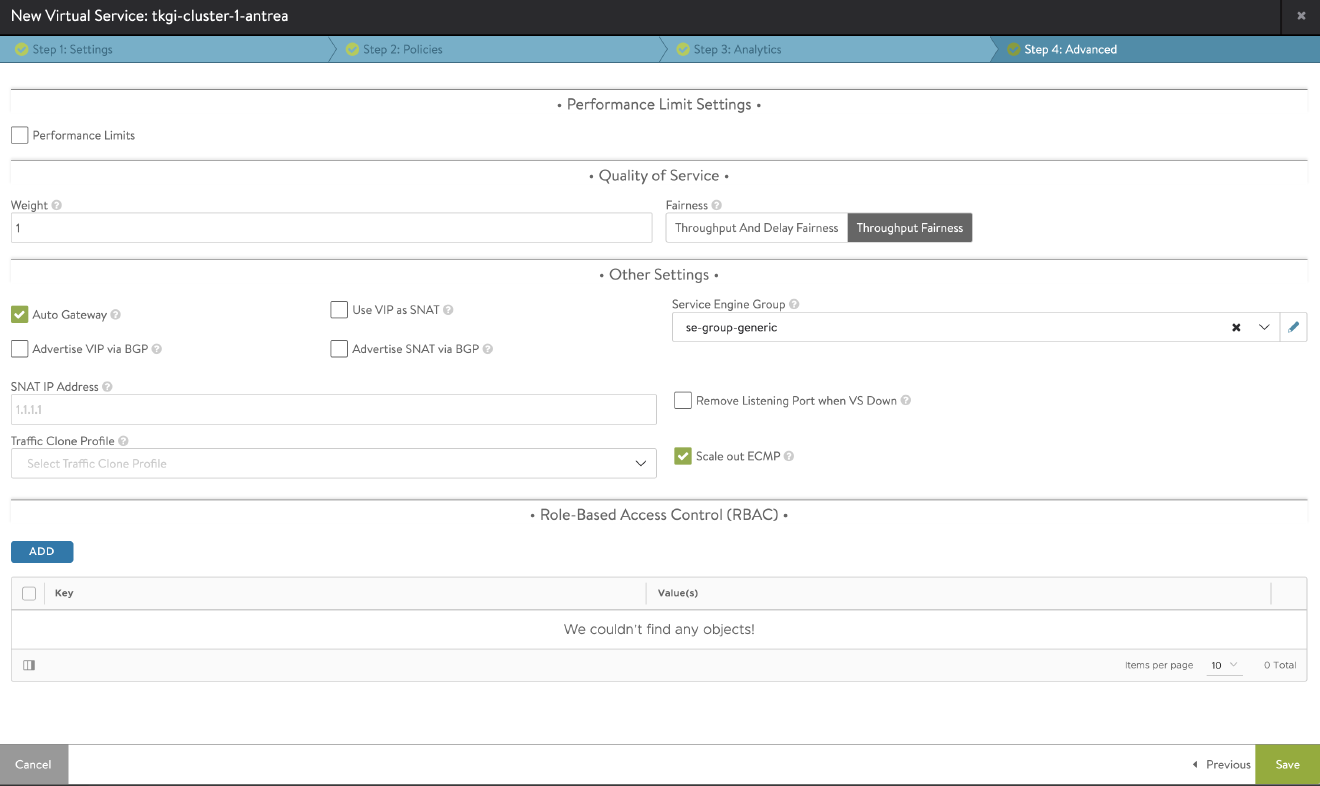 New Virtual Service: tkgi-cluster-1-antrea
Step 1: Settings
Step 2: Policies
Step 3: Analytics
Step 4: Advanced
• Performance Limit Settings •
Performance Limits
• Quality of Service •
Weight
Fairness
1
Throughput And Delay Fairness
Throughput Fairness
• Other Settings •
Auto Gateway
Use VIP as SNAT
Service Engine Group
se-group-generic
Advertise VIP via BGP
Advertise SNAT via BGP
SNAT IP Address
1.1.1.1
Remove Listening Port when VS Down
Traffic Clone Profile
Select Traffic Clone Profile
Scale out ECMP
• Role-Based Access Control (RBAC) •
ADD
Key
Value(s)
We couldn't find any objects!
Items per page
10
0 Total
Cancel
Previous
Save